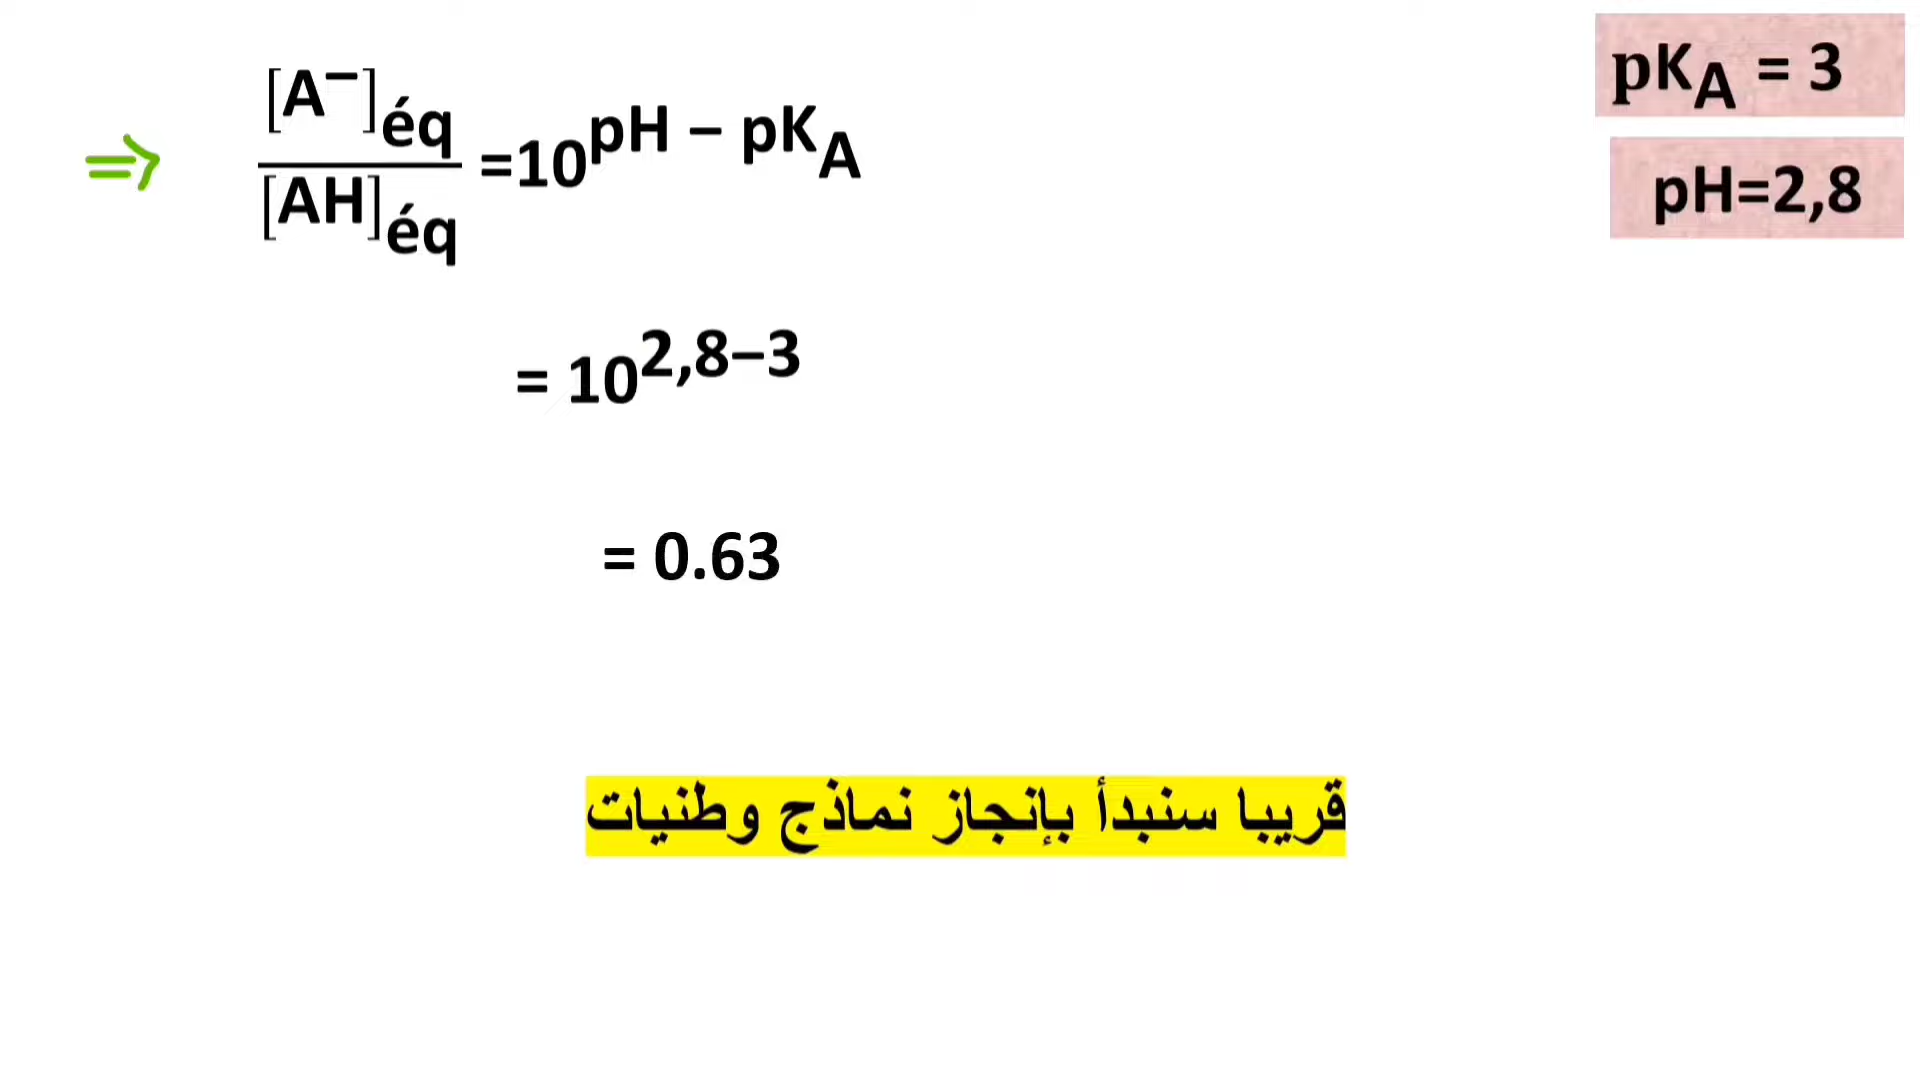 pKA = 3
pH=2,8
⇒ [A−]éq / [AH]éq =10^pH − pKA
= 10^2,8−3
= 0.63
قريبا سنبدأ بإنجاز نماذج وطنيات